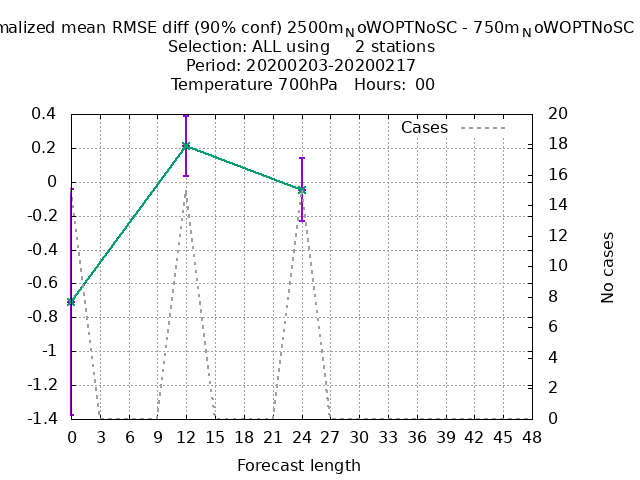 malized mean RMSE diff (90% conf) 2500mNoWOPTNoSC - 750mNoWOPTNoSC
Selection: ALL using 2 stations
Period: 20200203-20200217
Temperature 700hPa Hours: 00
Cases
0.4
0.2
0
-0.2
-0.4
-0.6
-0.8
-1
-1.2
-1.4
20
18
16
14
12
10
8
6
4
2
0
No cases
0 3 6 9 12 15 18 21 24 27 30 33 36 39 42 45 48
Forecast length